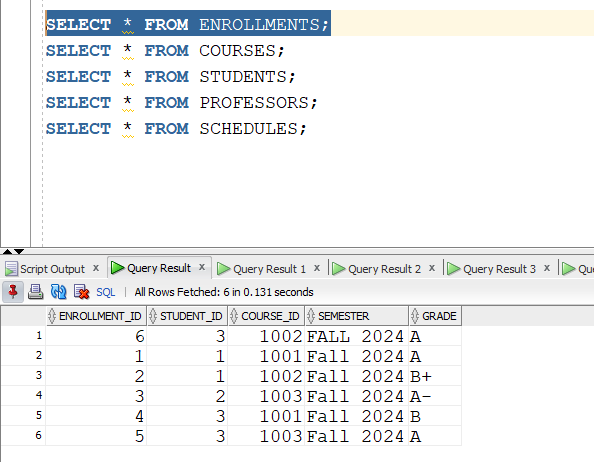 SELECT * FROM ENROLLMENTS;
SELECT * FROM COURSES;
SELECT * FROM STUDENTS;
SELECT * FROM PROFESSORS;
SELECT * FROM SCHEDULES;
Script Output x Query Result x Query Result 1 x Query Result 2 x Query Result 3 x Que
SQL | All Rows Fetched: 6 in 0.131 seconds
ENROLLMENT_ID STUDENT_ID COURSE_ID SEMESTER GRADE
1 6 3 1002 FALL 2024 A
2 1 1 1001 Fall 2024 A
3 2 1 1002 Fall 2024 B+
4 3 2 1003 Fall 2024 A-
5 4 3 1001 Fall 2024 B
6 5 3 1003 Fall 2024 A